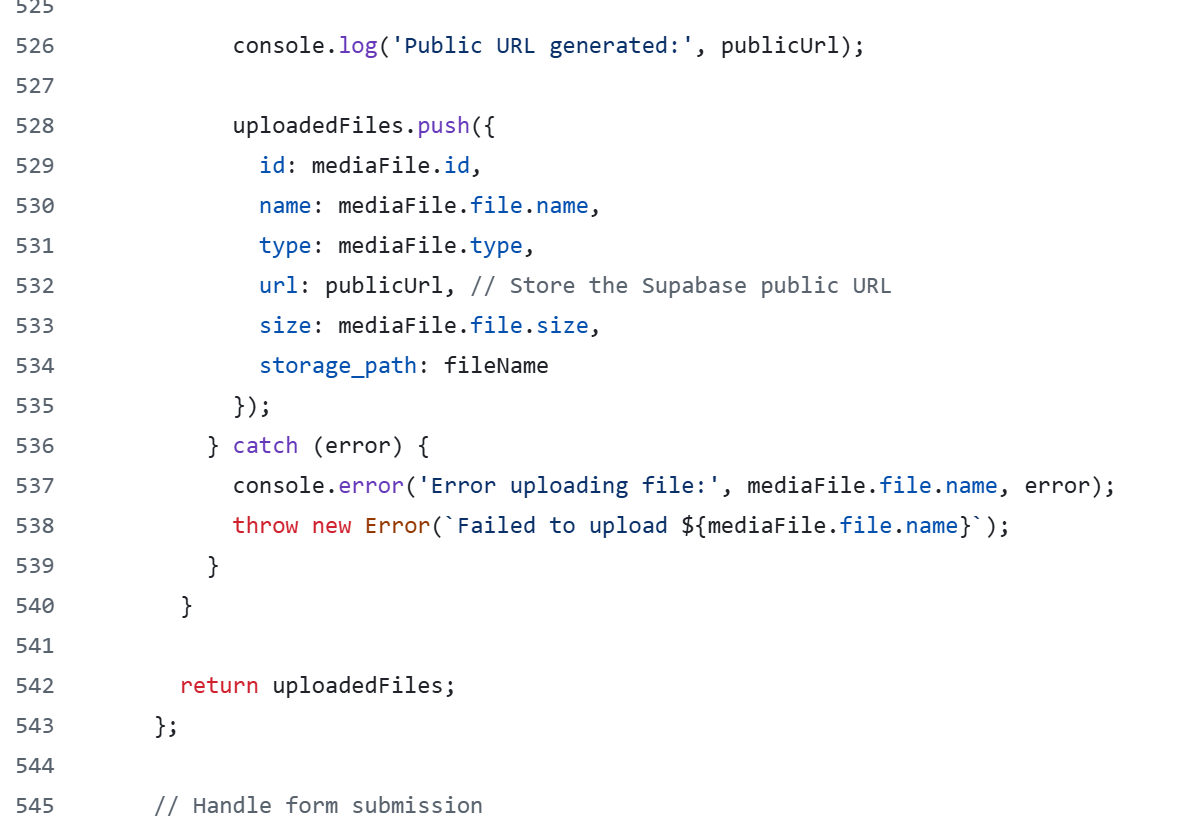 525
526 console.log('Public URL generated:', publicUrl);
527
528 uploadedFiles.push({
529 id: mediaFile.id,
530 name: mediaFile.file.name,
531 type: mediaFile.type,
532 url: publicUrl, // Store the Supabase public URL
533 size: mediaFile.file.size,
534 storage_path: fileName
535 });
536 } catch (error) {
537 console.error('Error uploading file:', mediaFile.file.name, error);
538 throw new Error(`Failed to upload ${mediaFile.file.name}`);
539 }
540 }
541
542 return uploadedFiles;
543 };
544
545 // Handle form submission